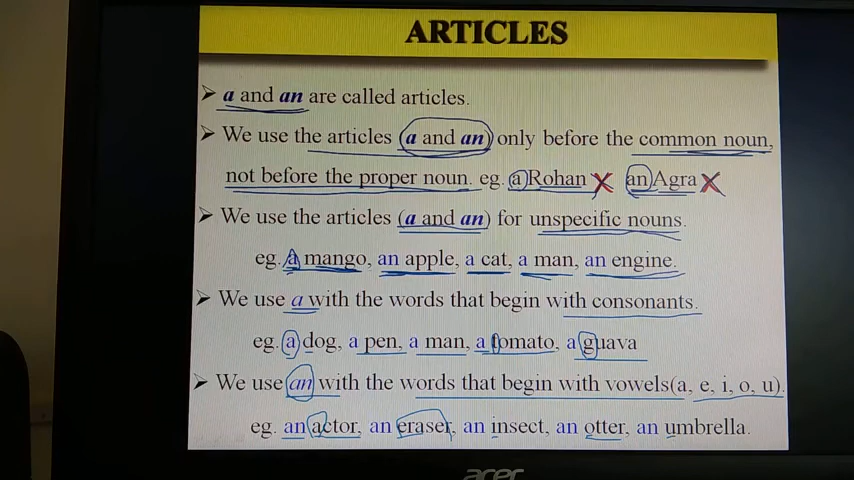 ARTICLES
➢ a and an are called articles.
➢ We use the articles (a and an) only before the common noun,
not before the proper noun. eg. a Rohan X an Agra X
➢ We use the articles (a and an) for unspecific nouns.
eg. A mango, an apple, a cat, a man, an engine.
➢ We use a with the words that begin with consonants.
eg. a dog, a pen, a man, a tomato, a guava
➢ We use an with the words that begin with vowels(a, e, i, o, u).
eg. an actor, an eraser, an insect, an otter, an umbrella.
acer